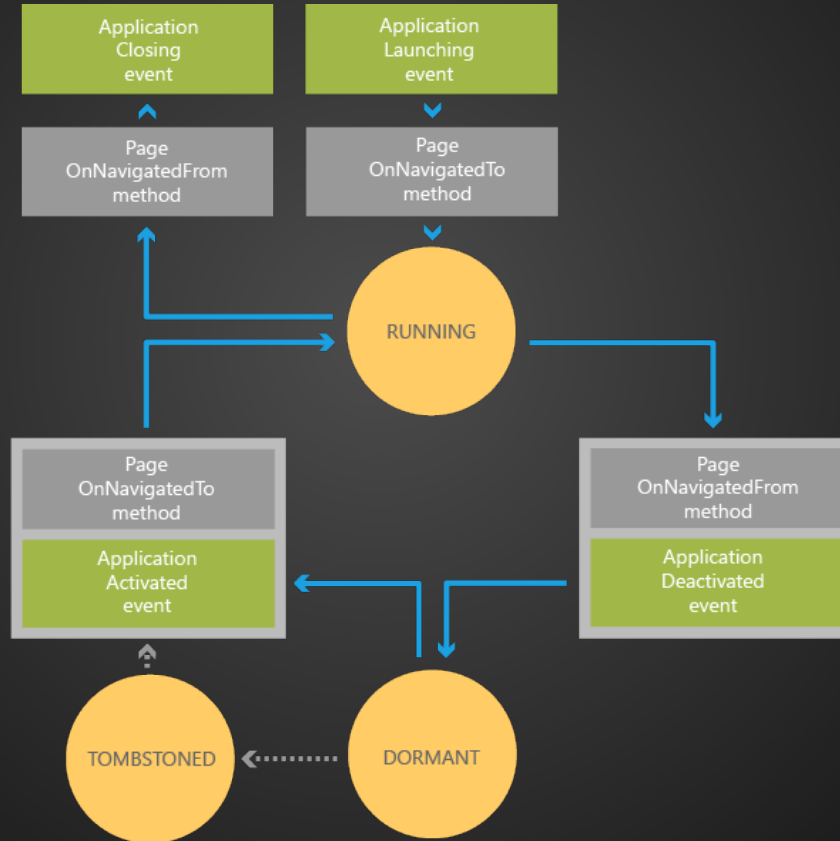 Application
Closing
event
Application
Launching
event
Page
OnNavigatedFrom
method
Page
OnNavigatedTo
method
RUNNING
Page
OnNavigatedTo
method
Application
Activated
event
Page
OnNavigatedFrom
method
Application
Deactivated
event
TOMBSTONED
DORMANT